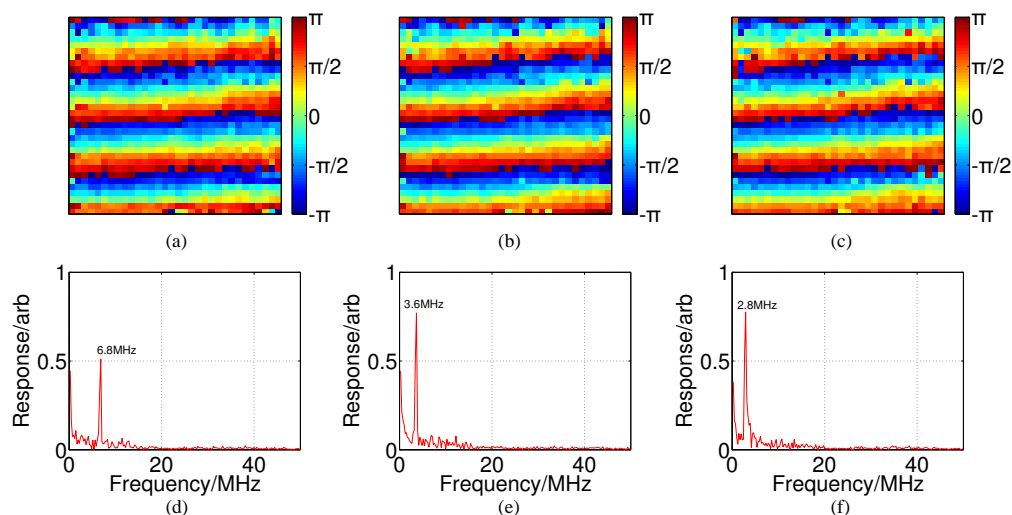 π
π/2
0
-π/2
-π
π
π/2
0
-π/2
-π
π
π/2
0
-π/2
-π
(a)
(b)
(c)
1
0.5
0
Response/arb
6.8MHz
0
20
40
Frequency/MHz
(d)
1
0.5
0
Response/arb
3.6MHz
0
20
40
Frequency/MHz
(e)
1
0.5
0
Response/arb
2.8MHz
0
20
40
Frequency/MHz
(f)